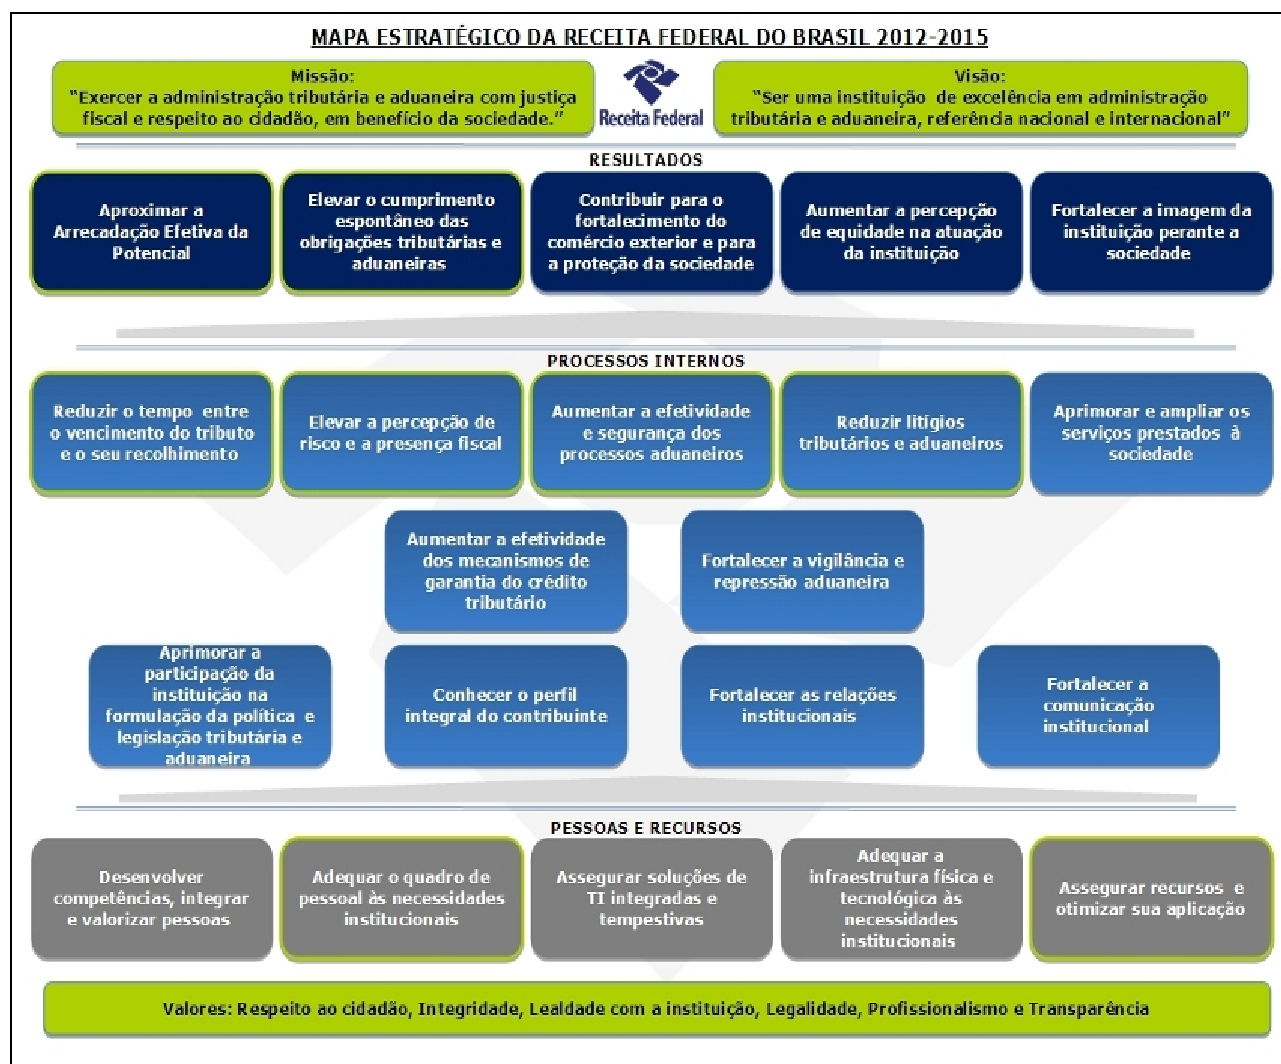 MAPA ESTRATÉGICO DA RECEITA FEDERAL DO BRASIL 2012-2015
Missão:
“Exercer a administração tributária e aduaneira com justiça
fiscal e respeito ao cidadão, em benefício da sociedade.”
Receita Federal
Visão:
“Ser uma instituição de excelência em administração
tributária e aduaneira, referência nacional e internacional”
RESULTADOS
Aproximar a
Arrecadação Efetiva da
Potencial
Elevar o cumprimento
espontâneo das
obrigações tributárias e
aduaneiras
Contribuir para o
fortalecimento do
comércio exterior e para
a proteção da sociedade
Aumentar a percepção
de equidade na atuação
da instituição
Fortalecer a imagem da
instituição perante a
sociedade
PROCESSOS INTERNOS
Reduzir o tempo entre
o vencimento do tributo
e o seu recolhimento
Elevar a percepção de
risco e a presença fiscal
Aumentar a efetividade
e segurança dos
processos aduaneiros
Reduzir litígios
tributários e aduaneiros
Aprimorar e ampliar os
serviços prestados à
sociedade
Aumentar a efetividade
dos mecanismos de
garantia do crédito
tributário
Fortalecer a vigilância e
repressão aduaneira
Aprimorar a
participação da
instituição na
formulação da política e
legislação tributária e
aduaneira
Conhecer o perfil
integral do contribuinte
Fortalecer as relações
institucionais
Fortalecer a
comunicação
institucional
PESSOAS E RECURSOS
Desenvolver
competências, integrar
e valorizar pessoas
Adequar o quadro de
pessoal às necessidades
institucionais
Assegurar soluções de
TI integradas e
tempestivas
Adequar a
infraestrutura física e
tecnológica às
necessidades
institucionais
Assegurar recursos e
otimizar sua aplicação
Valores: Respeito ao cidadão, Integridade, Lealdade com a instituição, Legalidade, Profissionalismo e Transparência